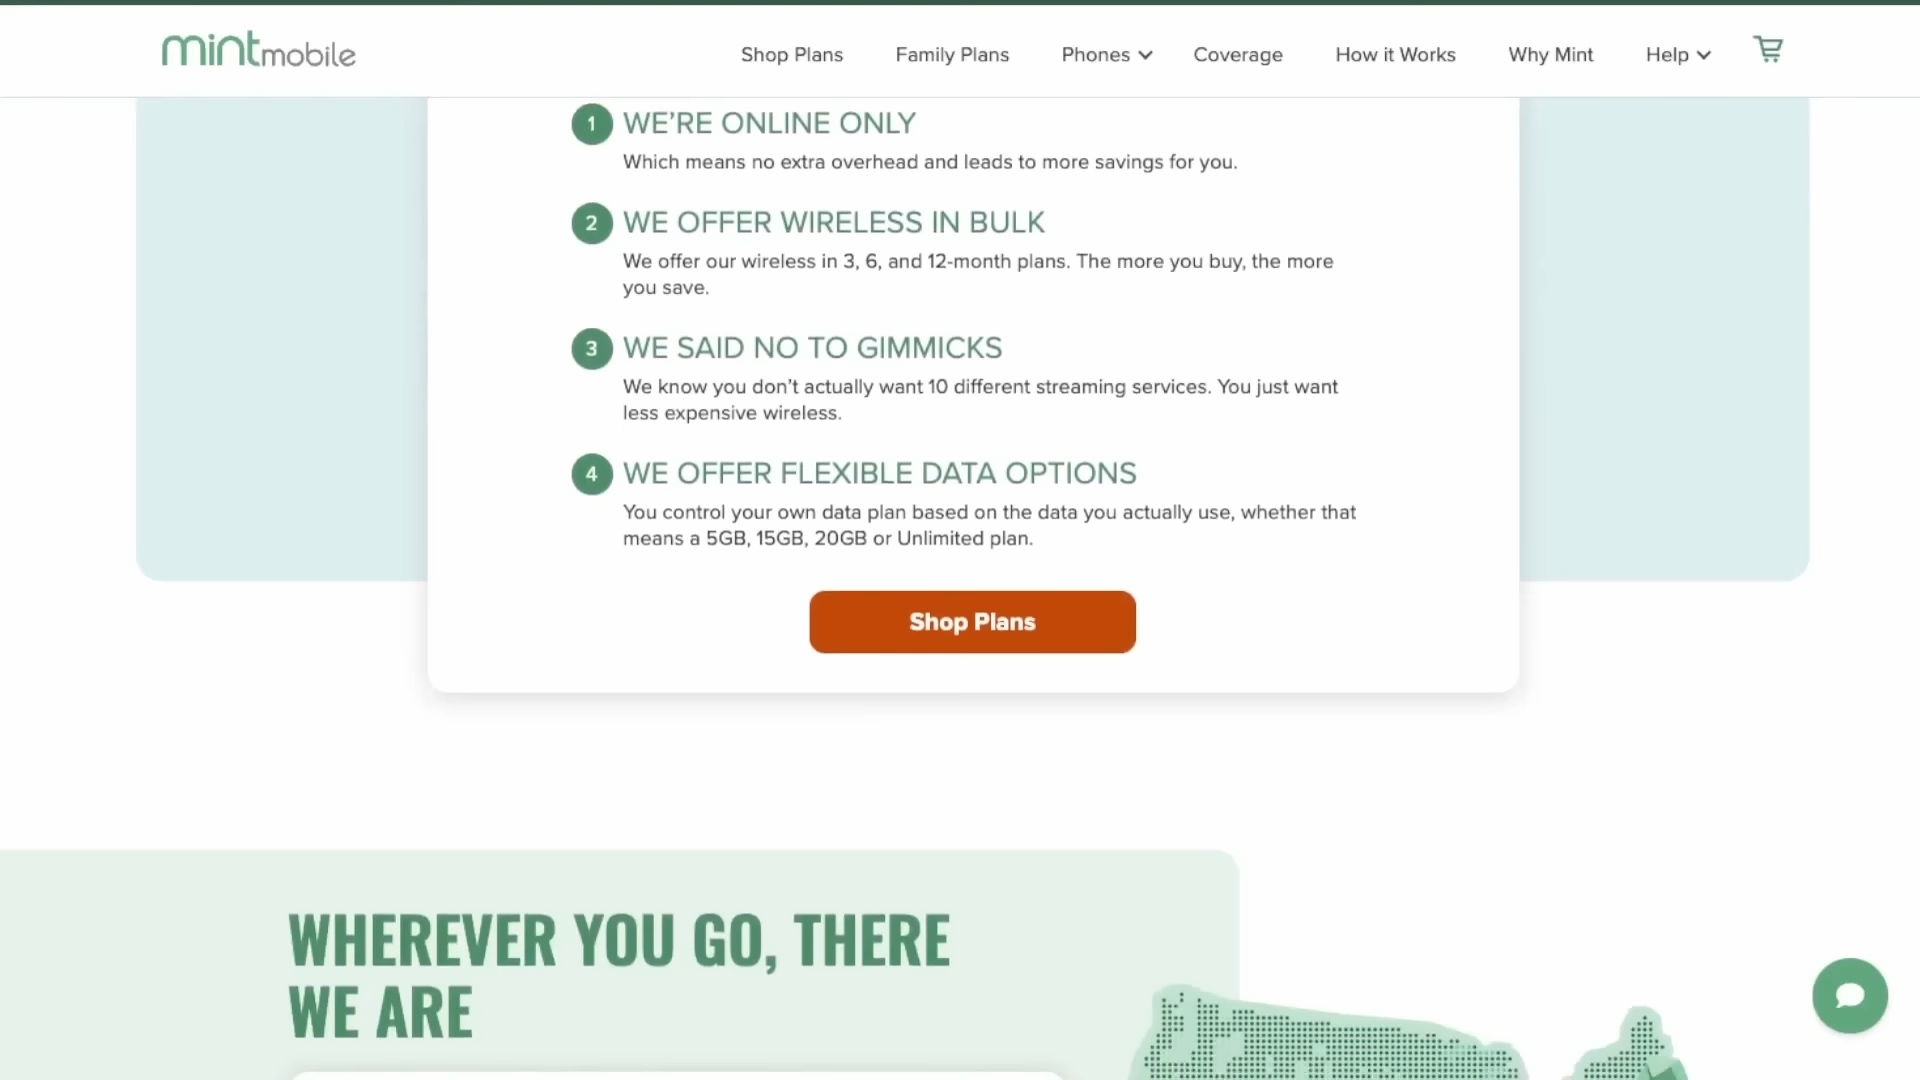 mintmobile
Shop Plans
Family Plans
Phones
Coverage
How it Works
Why Mint
Help
1
WE’RE ONLINE ONLY
Which means no extra overhead and leads to more savings for you.
2
WE OFFER WIRELESS IN BULK
We offer our wireless in 3, 6, and 12-month plans. The more you buy, the more
you save.
3
WE SAID NO TO GIMMICKS
We know you don’t actually want 10 different streaming services. You just want
less expensive wireless.
4
WE OFFER FLEXIBLE DATA OPTIONS
You control your own data plan based on the data you actually use, whether that
means a 5GB, 15GB, 20GB or Unlimited plan.
Shop Plans
WHEREVER YOU GO, THERE
WE ARE